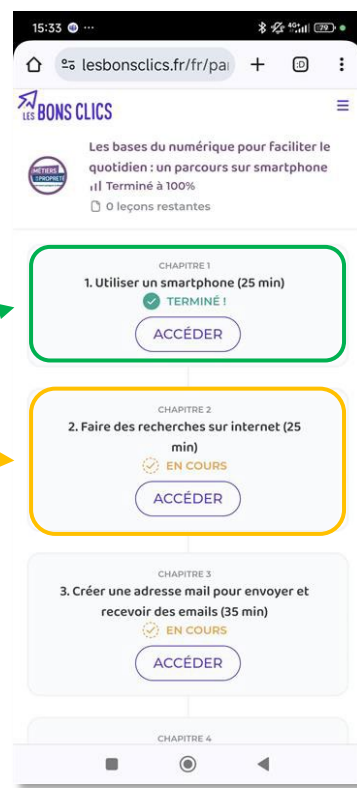 15:33
4G
79
lesbonsclics.fr/fr/pa
:D
LES BONS CLICS
Les bases du numérique pour faciliter le
quotidien : un parcours sur smartphone
MÉTIERS
PROPRETÉ
Terminé à 100%
0 leçons restantes
CHAPITRE 1
1. Utiliser un smartphone (25 min)
TERMINÉ !
ACCÉDER
CHAPITRE 2
2. Faire des recherches sur internet (25
min)
EN COURS
ACCÉDER
CHAPITRE 3
3. Créer une adresse mail pour envoyer et
recevoir des emails (35 min)
EN COURS
ACCÉDER
CHAPITRE 4